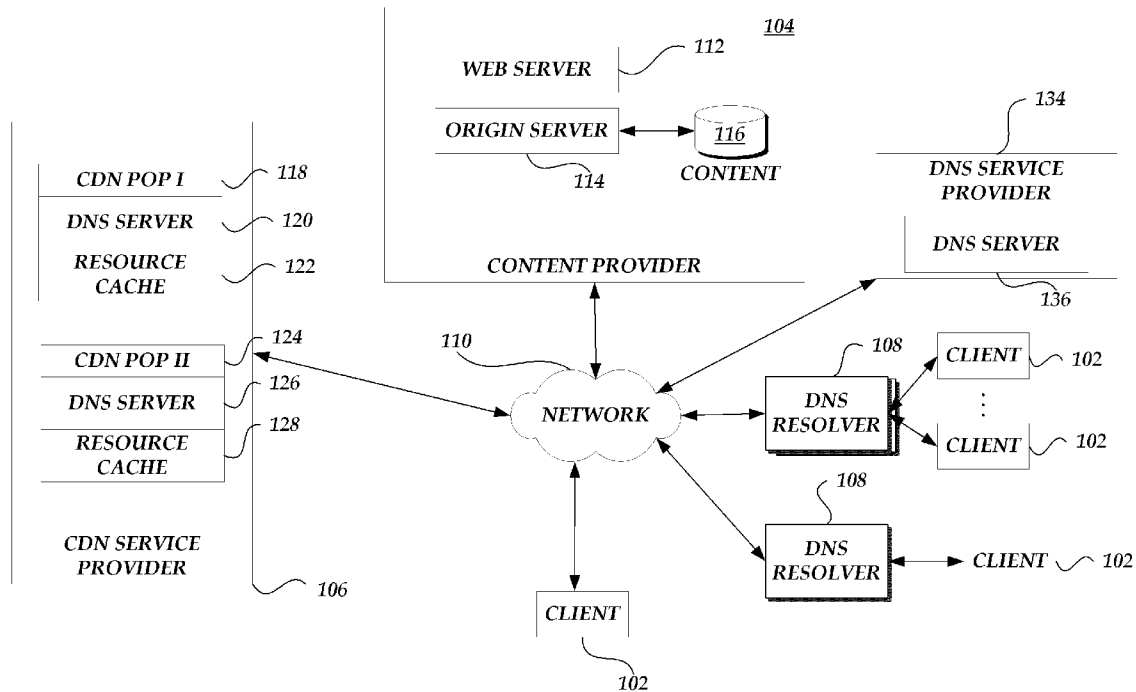 104
112
WEB SERVER
ORIGIN SERVER
116
114
CONTENT
CONTENT PROVIDER
134
DNS SERVICE
PROVIDER
DNS SERVER
136
CDN POP I
118
DNS SERVER
120
RESOURCE
CACHE
122
CDN POP II
124
DNS SERVER
126
RESOURCE
CACHE
128
CDN SERVICE
PROVIDER
106
110
NETWORK
108
DNS
RESOLVER
CLIENT
102
CLIENT
102
108
DNS
RESOLVER
CLIENT
102
CLIENT
102